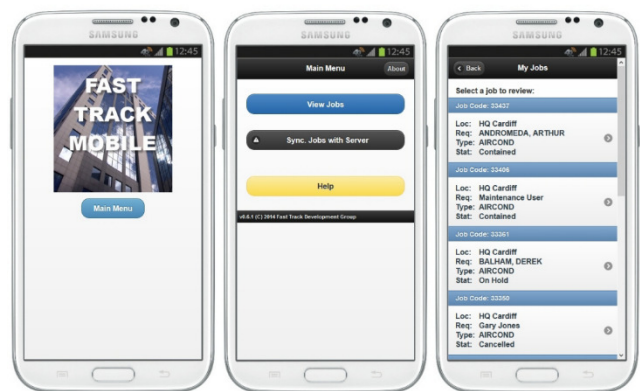 SAMSUNG
12:45
FAST
TRACK
MOBILE
Main Menu
SAMSUNG
12:45
Main Menu
About
View Jobs
Sync. Jobs with Server
Help
v6.6.1 (C) 2014 Fast Track Development Group
SAMSUNG
12:45
Back
My Jobs
Select a job to review:
Job Code: 33437
Loc: HQ Cardiff
Req: ANDROMEDA, ARTHUR
Type: AIRCOND
Stat: Contained
Job Code: 33406
Loc: HQ Cardiff
Req: Maintenance User
Type: AIRCOND
Stat: Contained
Job Code: 33361
Loc: HQ Cardiff
Req: BALHAM, DEREK
Type: AIRCOND
Stat: On Hold
Job Code: 33350
Loc: HQ Cardiff
Req: Gary Jones
Type: AIRCOND
Stat: Cancelled